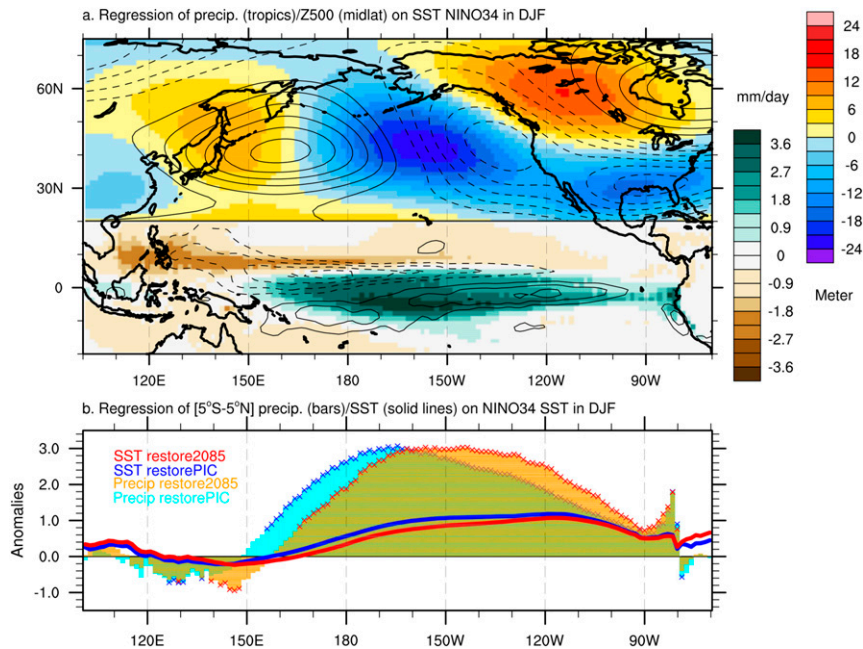 a. Regression of precip. (tropics)/Z500 (midlat) on SST NINO34 in DJF
60N
30N
0
120E 150E 180 150W 120W 90W
mm/day
3.6
2.7
1.8
0.9
0
-0.9
-1.8
-2.7
-3.6
24
18
12
6
0
-6
-12
-18
-24
Meter
b. Regression of [5°S-5°N] precip. (bars)/SST (solid lines) on NINO34 SST in DJF
SST restore2085
SST restorePIC
Precip restore2085
Precip restorePIC
Anomalies
3.0
2.0
1.0
0.0
-1.0
120E 150E 180 150W 120W 90W